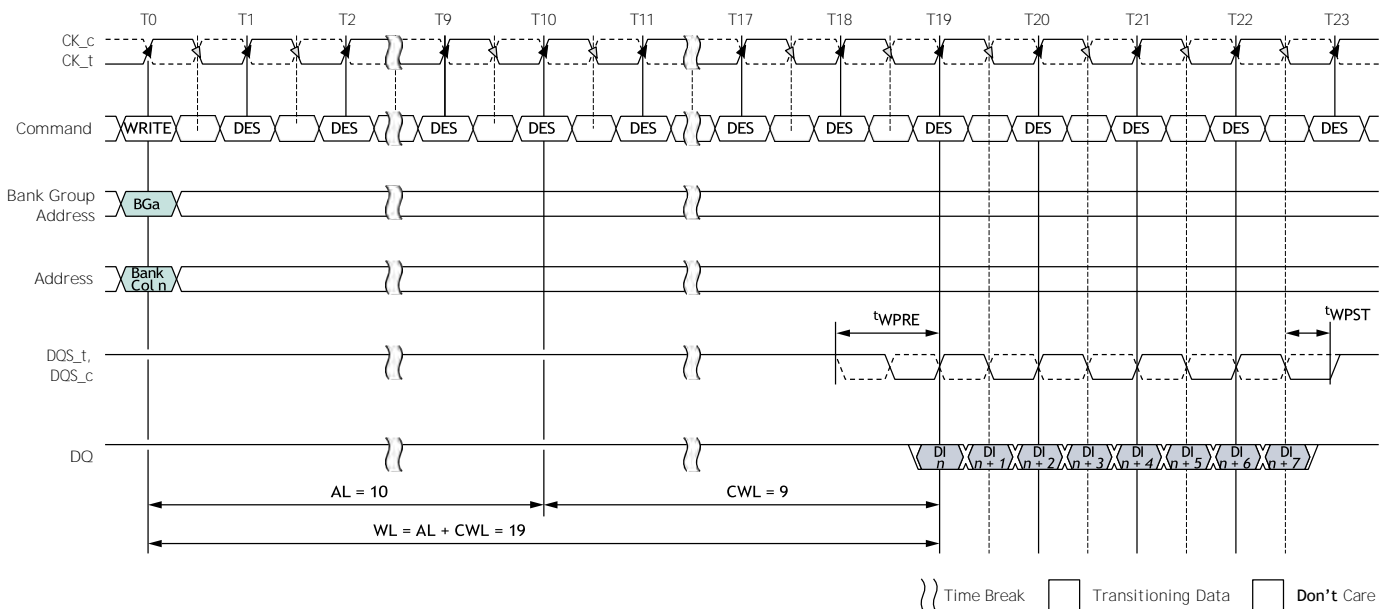 T0 T1 T2 T9 T10 T11 T17 T18 T19 T20 T21 T22 T23
CK_c
CK_t
Command WRITE DES DES DES DES DES DES DES DES DES DES DES DES
Bank Group
Address
BGa
Address
Bank
Col n
tWPRE
tWPST
DQS_t,
DQS_c
DQ
DI DI DI DI DI DI DI DI
n n + 1 n + 2 n + 3 n + 4 n + 5 n + 6 n + 7
AL = 10 CWL = 9
WL = AL + CWL = 19
Time Break Transitioning Data Don't Care